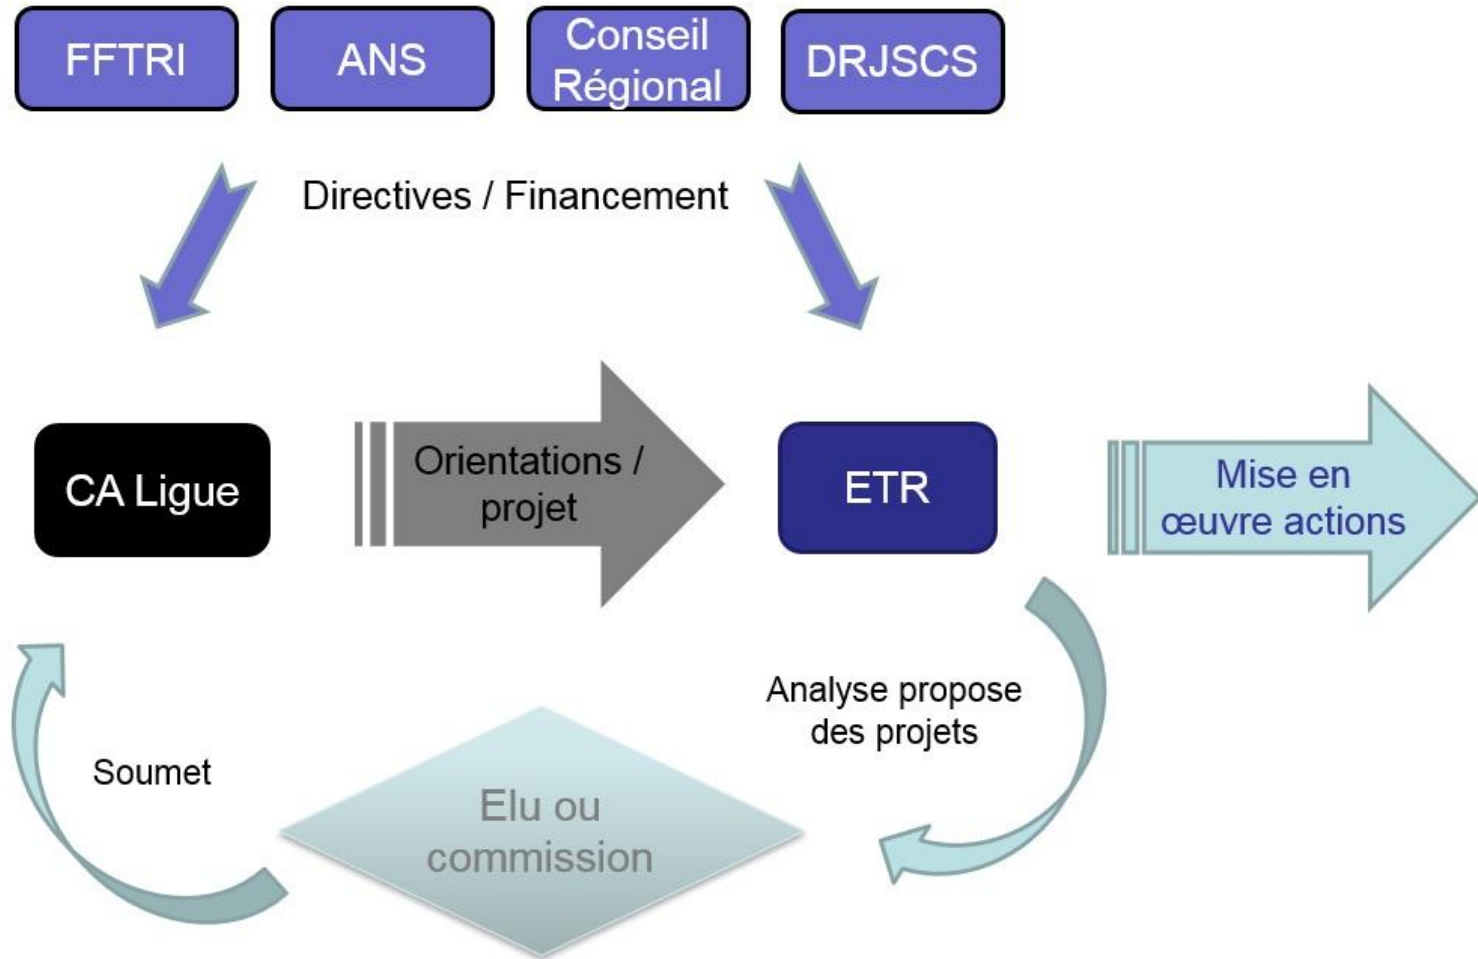 FFTRI
ANS
Conseil
Régional
DRJSCS
Directives / Financement
CA Ligue
Orientations /
projet
ETR
Mise en
œuvre actions
Analyse propose
des projets
Soumet
Elu ou
commission